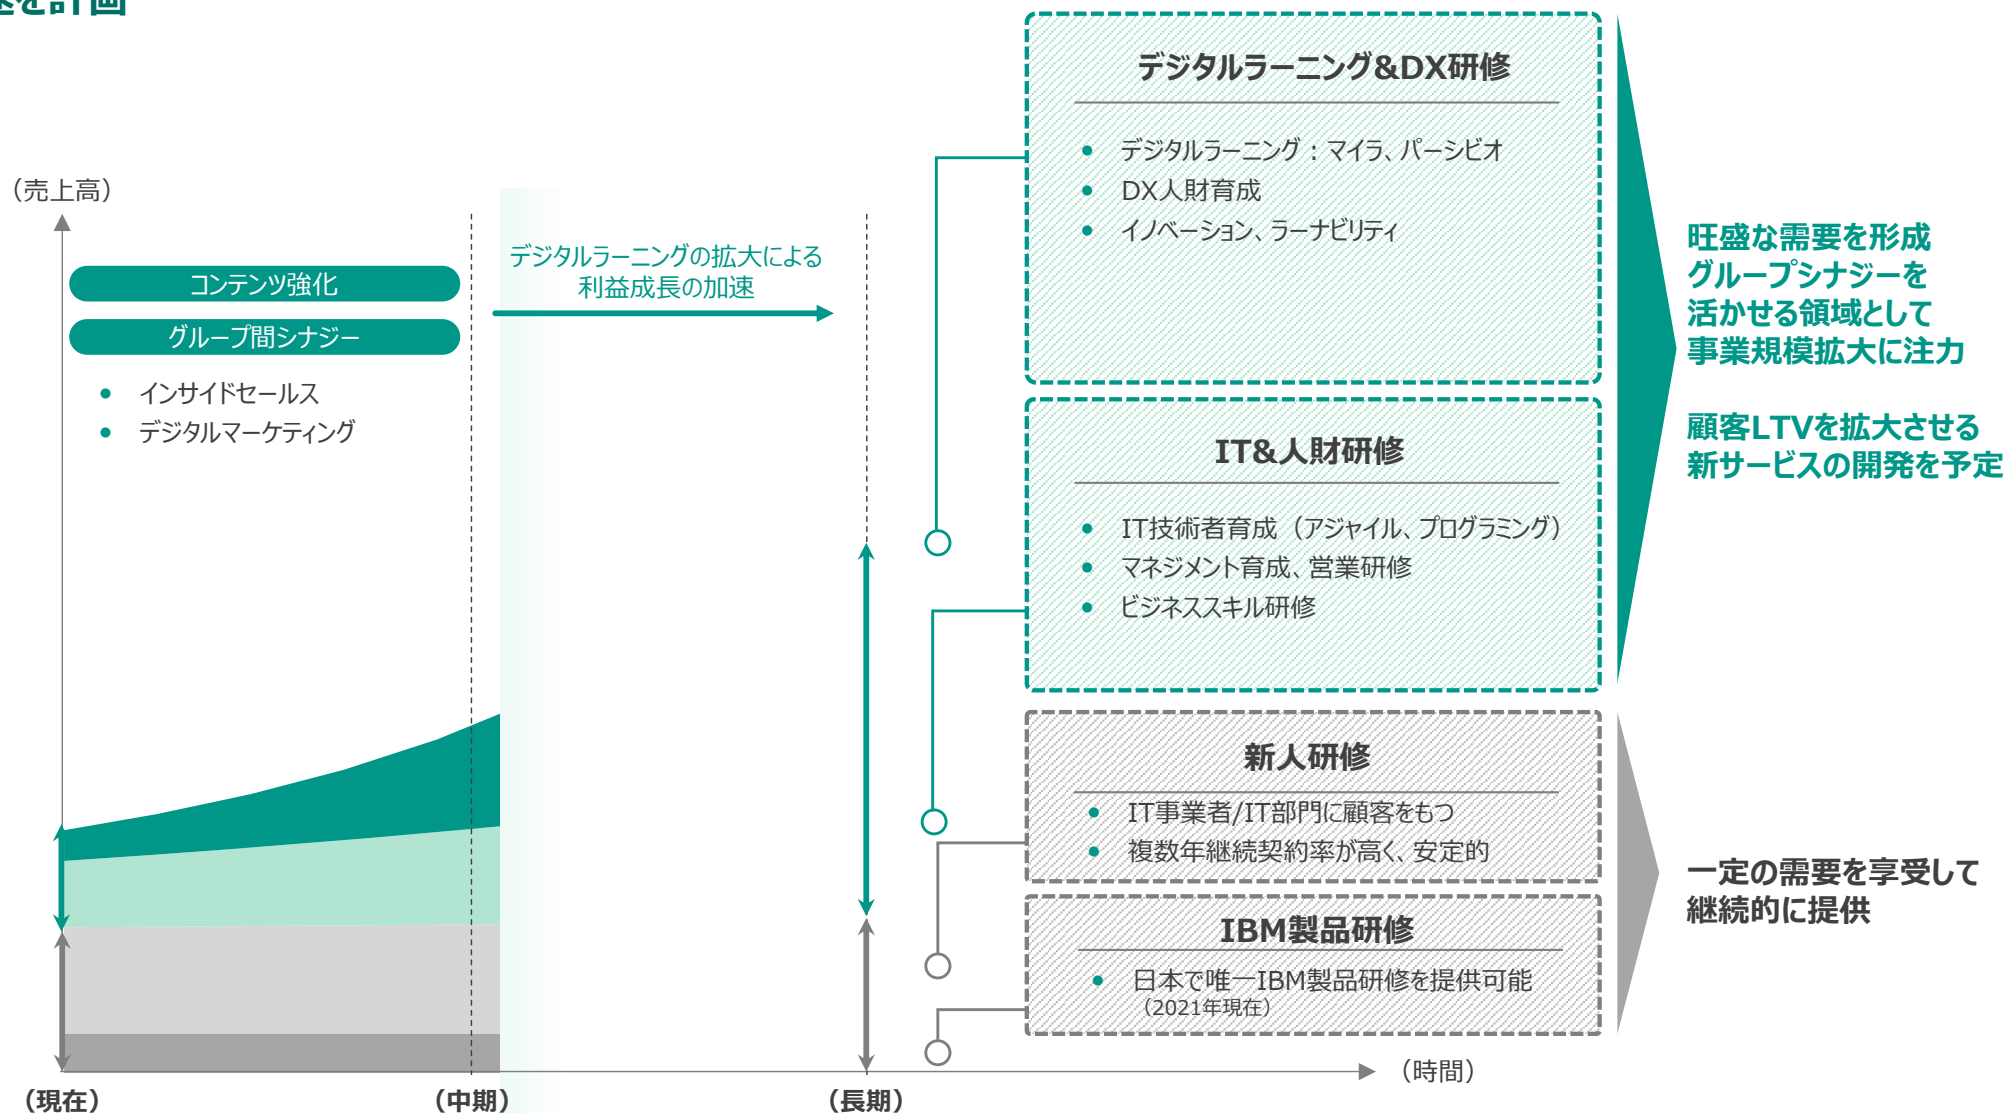 を計画
（売上高）
コンテンツ強化
グループ間シナジー
インサイドセールス
デジタルマーケティング
デジタルラーニングの拡大による
利益成長の加速
（現在）
（中期）
（長期）
（時間）
デジタルラーニング&DX研修
デジタルラーニング：マイラ、パーシビオ
DX人財育成
イノベーション、ラーナビリティ
IT&人財研修
IT技術者育成（アジャイル、プログラミング）
マネジメント育成、営業研修
ビジネススキル研修
新人研修
IT事業者/IT部門に顧客をもつ
複数年継続契約率が高く、安定的
IBM製品研修
日本で唯一IBM製品研修を提供可能
（2021年現在）
旺盛な需要を形成
グループシナジーを
活かせる領域として
事業規模拡大に注力
顧客LTVを拡大させる
新サービスの開発を予定
一定の需要を享受して
継続的に提供